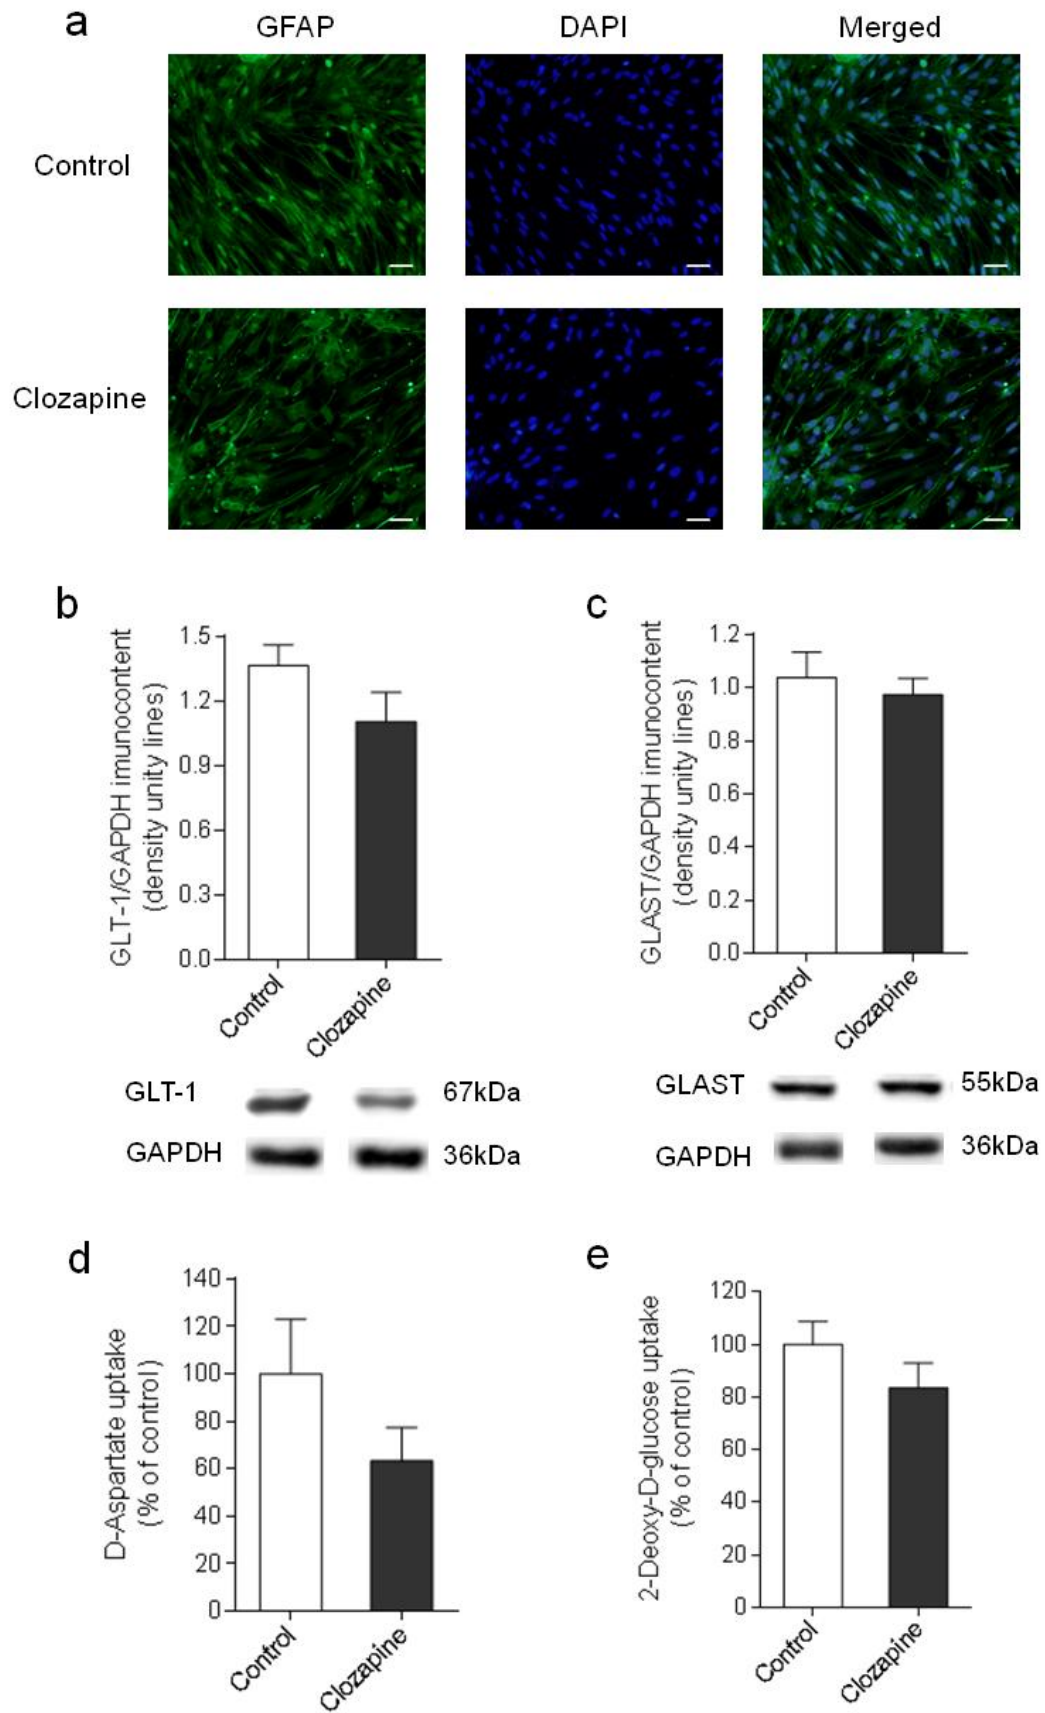 a
GFAP DAPI Merged
Control
Clozapine
b
GLT-1/GAPDH imunocontent
(density unity lines)
1.5
1.2
0.9
0.6
0.3
0.0
Control
Clozapine
GLT-1 67kDa
GAPDH 36kDa
c
GLAST/GAPDH imunocontent
(density unity lines)
1.2
1.0
0.8
0.6
0.4
0.2
0.0
Control
Clozapine
GLAST 55kDa
GAPDH 36kDa
d
D-Aspartate uptake
(% of control)
140
120
100
80
60
40
20
0
Control
Clozapine
e
2-Deoxy-D-glucose uptake
(% of control)
120
100
80
60
40
20
0
Control
Clozapine